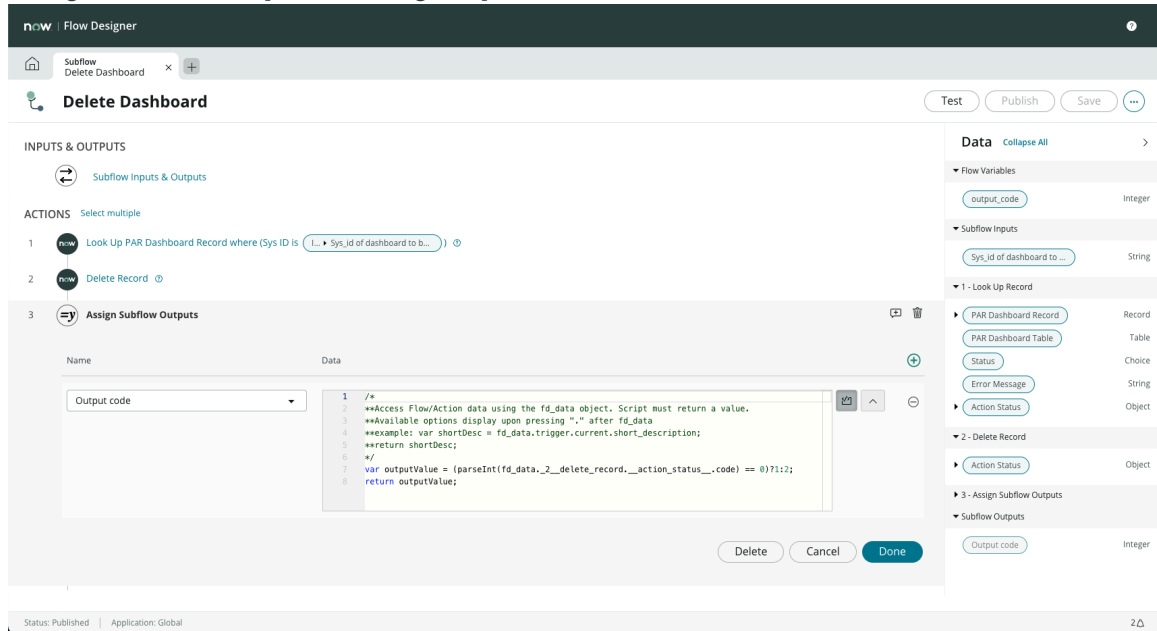 now | Flow Designer
Subflow
Delete Dashboard
Delete Dashboard
Test
Publish
Save
INPUTS & OUTPUTS
Subflow Inputs & Outputs
ACTIONS Select multiple
1 now Look Up PAR Dashboard Record where (Sys ID is I... ▸ Sys_id of dashboard to b... )
2 now Delete Record
3 =y Assign Subflow Outputs
Name Data
Output code
1 /*
2 **Access Flow/Action data using the fd_data object. Script must return a value.
3 **Available options display upon pressing "." after fd_data
4 **example: var shortDesc = fd_data.trigger.current.short_description;
5 **return shortDesc;
6 */
7 var outputValue = (parseInt(fd_data._2__delete_record.__action_status__.code) == 0)?1:2;
8 return outputValue;
Delete Cancel Done
Data Collapse All
Flow Variables
output_code Integer
Subflow Inputs
Sys_id of dashboard to ... String
1 - Look Up Record
PAR Dashboard Record Record
PAR Dashboard Table Table
Status Choice
Error Message String
Action Status Object
2 - Delete Record
Action Status Object
3 - Assign Subflow Outputs
Subflow Outputs
Output code Integer
Status: Published | Application: Global
2